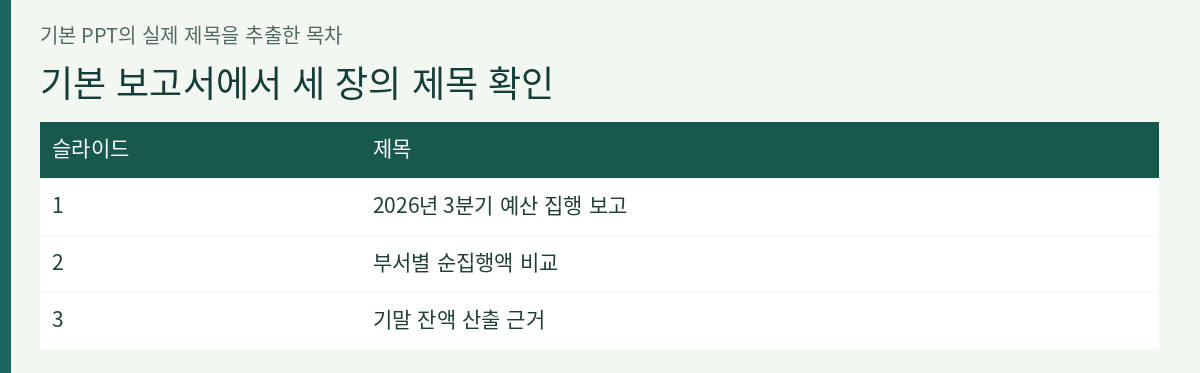 기본 PPT의 실제 제목을 추출한 목차
기본 보고서에서 세 장의 제목 확인
슬라이드 제목
1 2026년 3분기 예산 집행 보고
2 부서별 순집행액 비교
3 기말 잔액 산출 근거